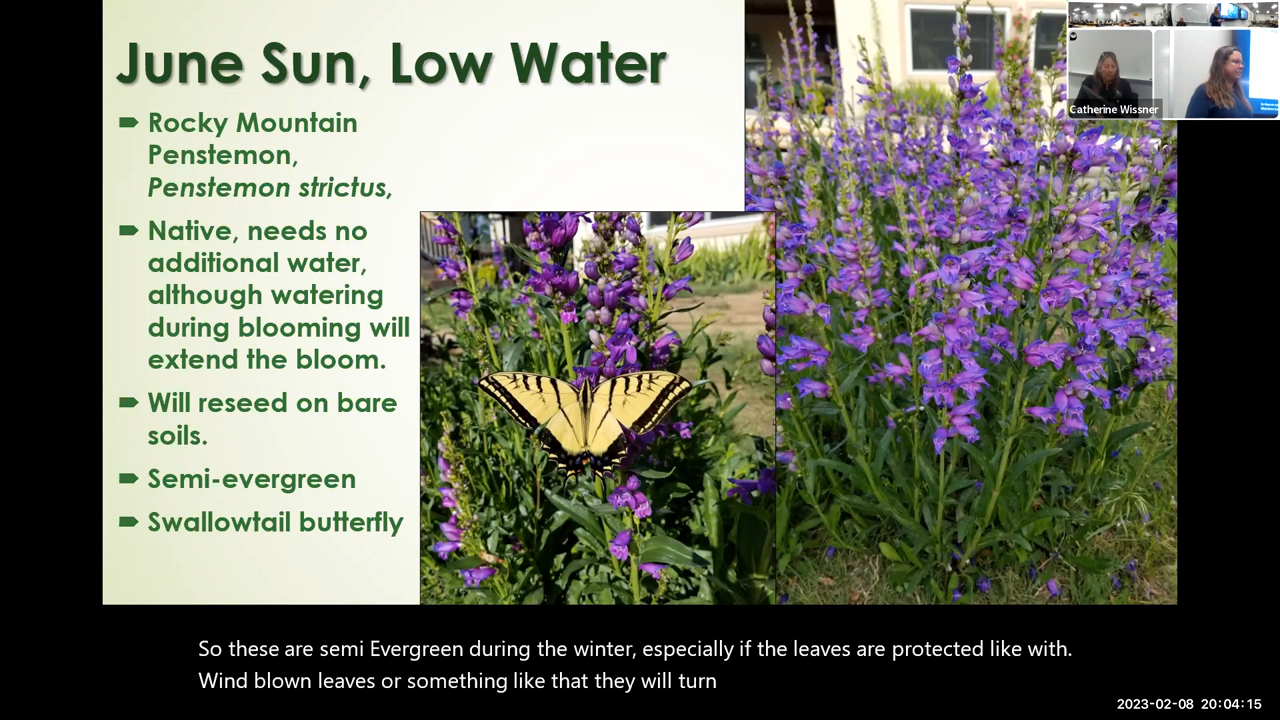 June Sun, Low Water
Rocky Mountain
Penstemon,
Penstemon strictus,
Native, needs no
additional water,
although watering
during blooming will
extend the bloom.
Will reseed on bare
soils.
Semi-evergreen
Swallowtail butterfly
Catherine Wissner
So these are semi Evergreen during the winter, especially if the leaves are protected like with.
Wind blown leaves or something like that they will turn
2023-02-08 20:04:15